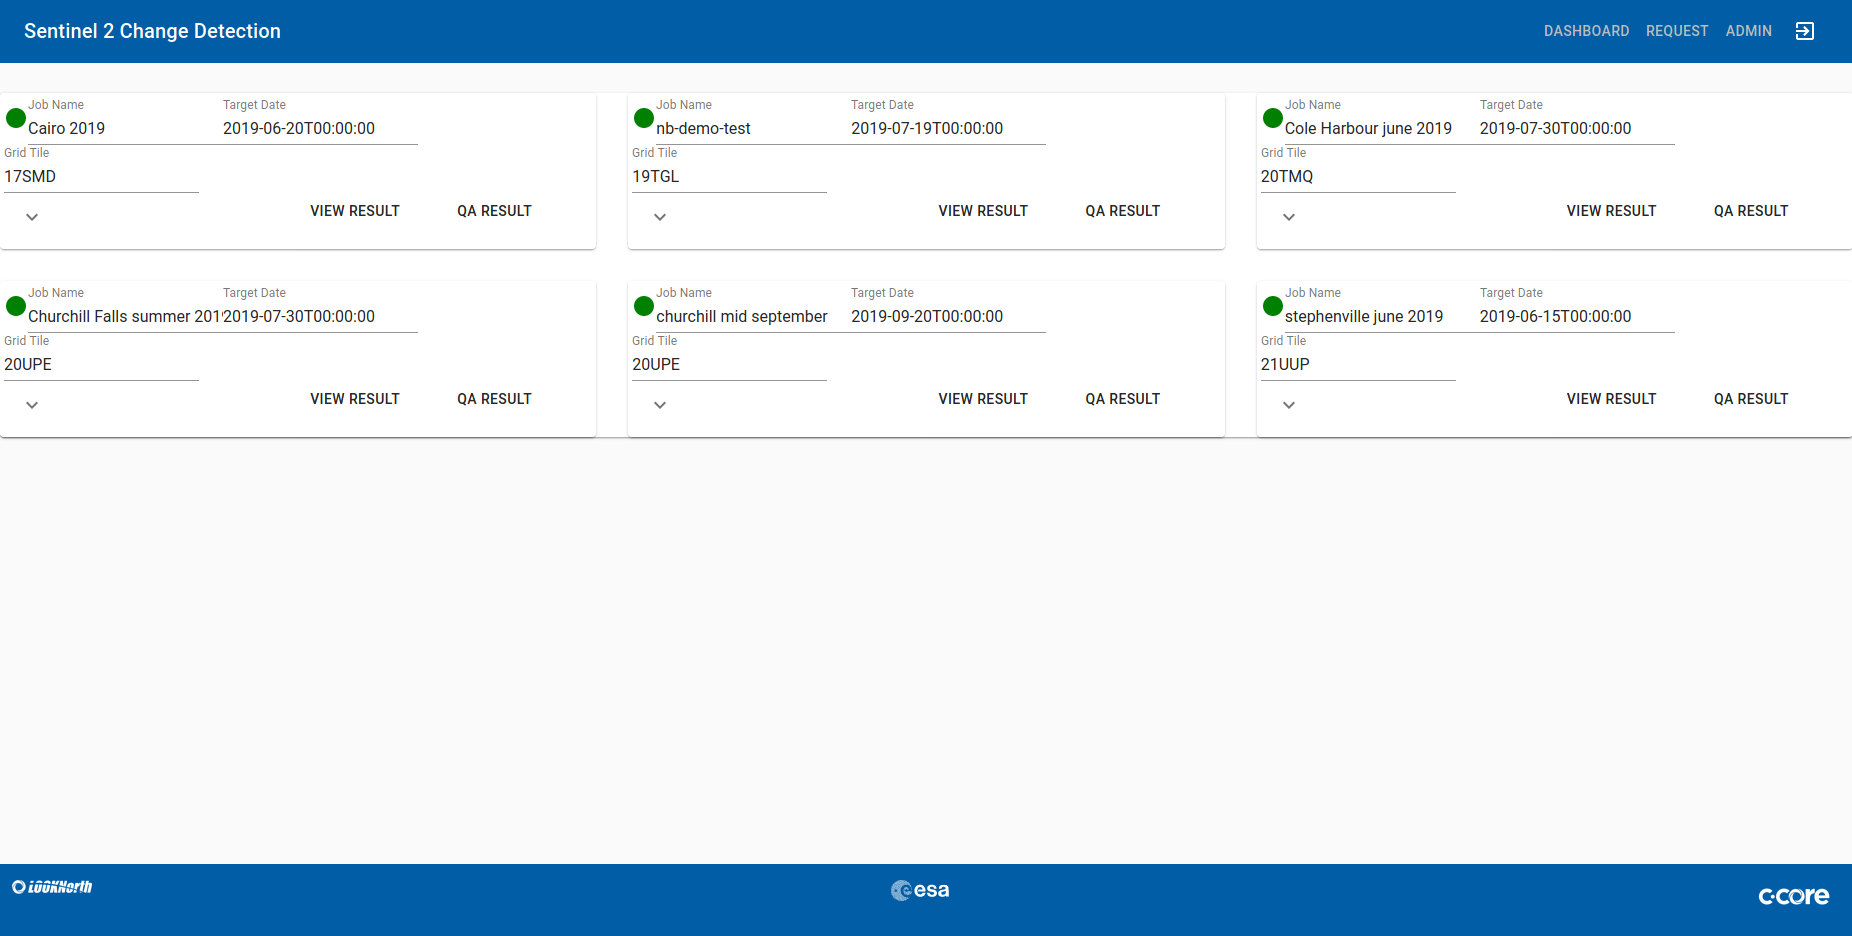 Sentinel 2 Change Detection
DASHBOARD REQUEST ADMIN
Job Name Target Date
Cairo 2019 2019-06-20T00:00:00
Grid Tile
17SMD
VIEW RESULT QA RESULT
Job Name Target Date
nb-demo-test 2019-07-19T00:00:00
Grid Tile
19TGL
VIEW RESULT QA RESULT
Job Name Target Date
Cole Harbour june 2019 2019-07-30T00:00:00
Grid Tile
20TMQ
VIEW RESULT QA RESULT
Job Name Target Date
Churchill Falls summer 201 2019-07-30T00:00:00
Grid Tile
20UPE
VIEW RESULT QA RESULT
Job Name Target Date
churchill mid september 2019-09-20T00:00:00
Grid Tile
20UPE
VIEW RESULT QA RESULT
Job Name Target Date
stephenville june 2019 2019-06-15T00:00:00
Grid Tile
21UUP
VIEW RESULT QA RESULT
LOOKNorth
esa
c-core